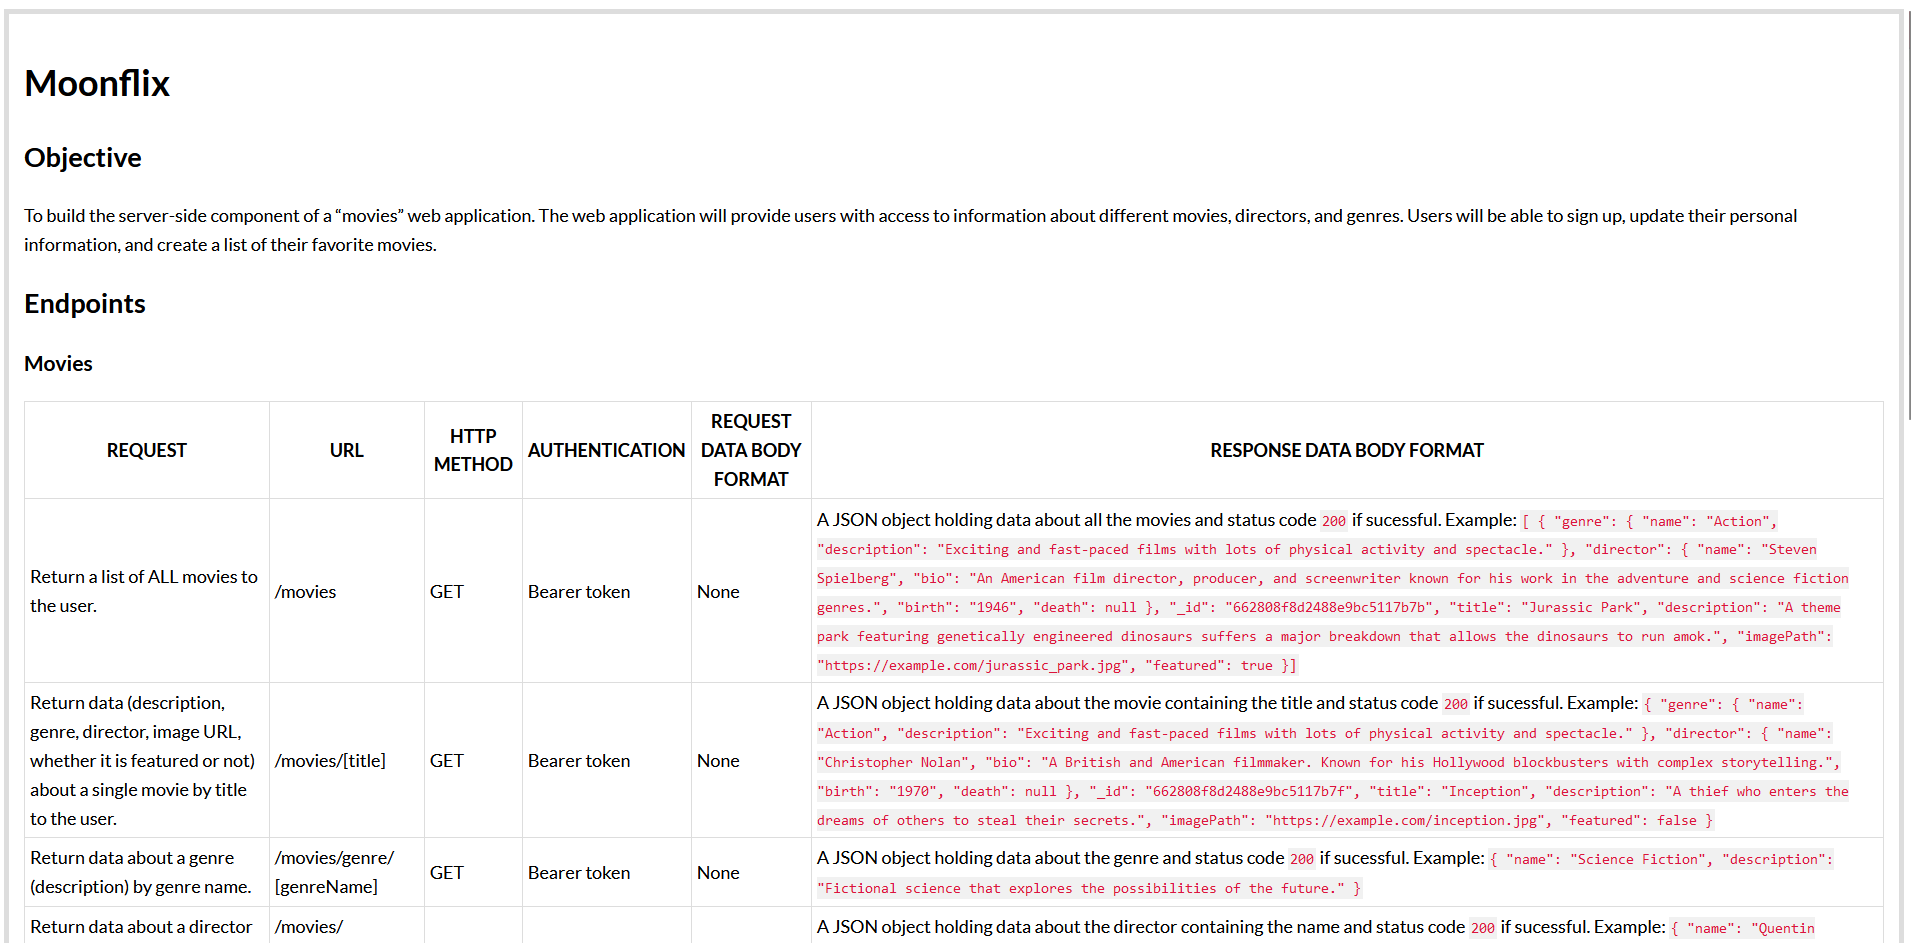 Moonflix
Objective
To build the server-side component of a “movies” web application. The web application will provide users with access to information about different movies, directors, and genres. Users will be able to sign up, update their personal
information, and create a list of their favorite movies.
Endpoints
Movies
REQUEST
URL
HTTP
METHOD
AUTHENTICATION
REQUEST
DATA BODY
FORMAT
RESPONSE DATA BODY FORMAT
Return a list of ALL movies to
the user.
/movies
GET
Bearer token
None
A JSON object holding data about all the movies and status code 200 if sucessful. Example: [ { "genre": { "name": "Action",
"description": "Exciting and fast-paced films with lots of physical activity and spectacle." }, "director": { "name": "Steven
Spielberg", "bio": "An American film director, producer, and screenwriter known for his work in the adventure and science fiction
genres.", "birth": "1946", "death": null }, "_id": "662808f8d2488e9bc5117b7b", "title": "Jurassic Park", "description": "A theme
park featuring genetically engineered dinosaurs suffers a major breakdown that allows the dinosaurs to run amok.", "imagePath":
"https://example.com/jurassic_park.jpg", "featured": true }]
Return data (description,
genre, director, image URL,
whether it is featured or not)
about a single movie by title
to the user.
/movies/[title]
GET
Bearer token
None
A JSON object holding data about the movie containing the title and status code 200 if sucessful. Example: { "genre": { "name":
"Action", "description": "Exciting and fast-paced films with lots of physical activity and spectacle." }, "director": { "name":
"Christopher Nolan", "bio": "A British and American filmmaker. Known for his Hollywood blockbusters with complex storytelling.",
"birth": "1970", "death": null }, "_id": "662808f8d2488e9bc5117b7f", "title": "Inception", "description": "A thief who enters the
dreams of others to steal their secrets.", "imagePath": "https://example.com/inception.jpg", "featured": false }
Return data about a genre
(description) by genre name.
/movies/genre/
[genreName]
GET
Bearer token
None
A JSON object holding data about the genre and status code 200 if sucessful. Example: { "name": "Science Fiction", "description":
"Fictional science that explores the possibilities of the future." }
Return data about a director
/movies/
A JSON object holding data about the director containing the name and status code 200 if sucessful. Example: { "name": "Quentin